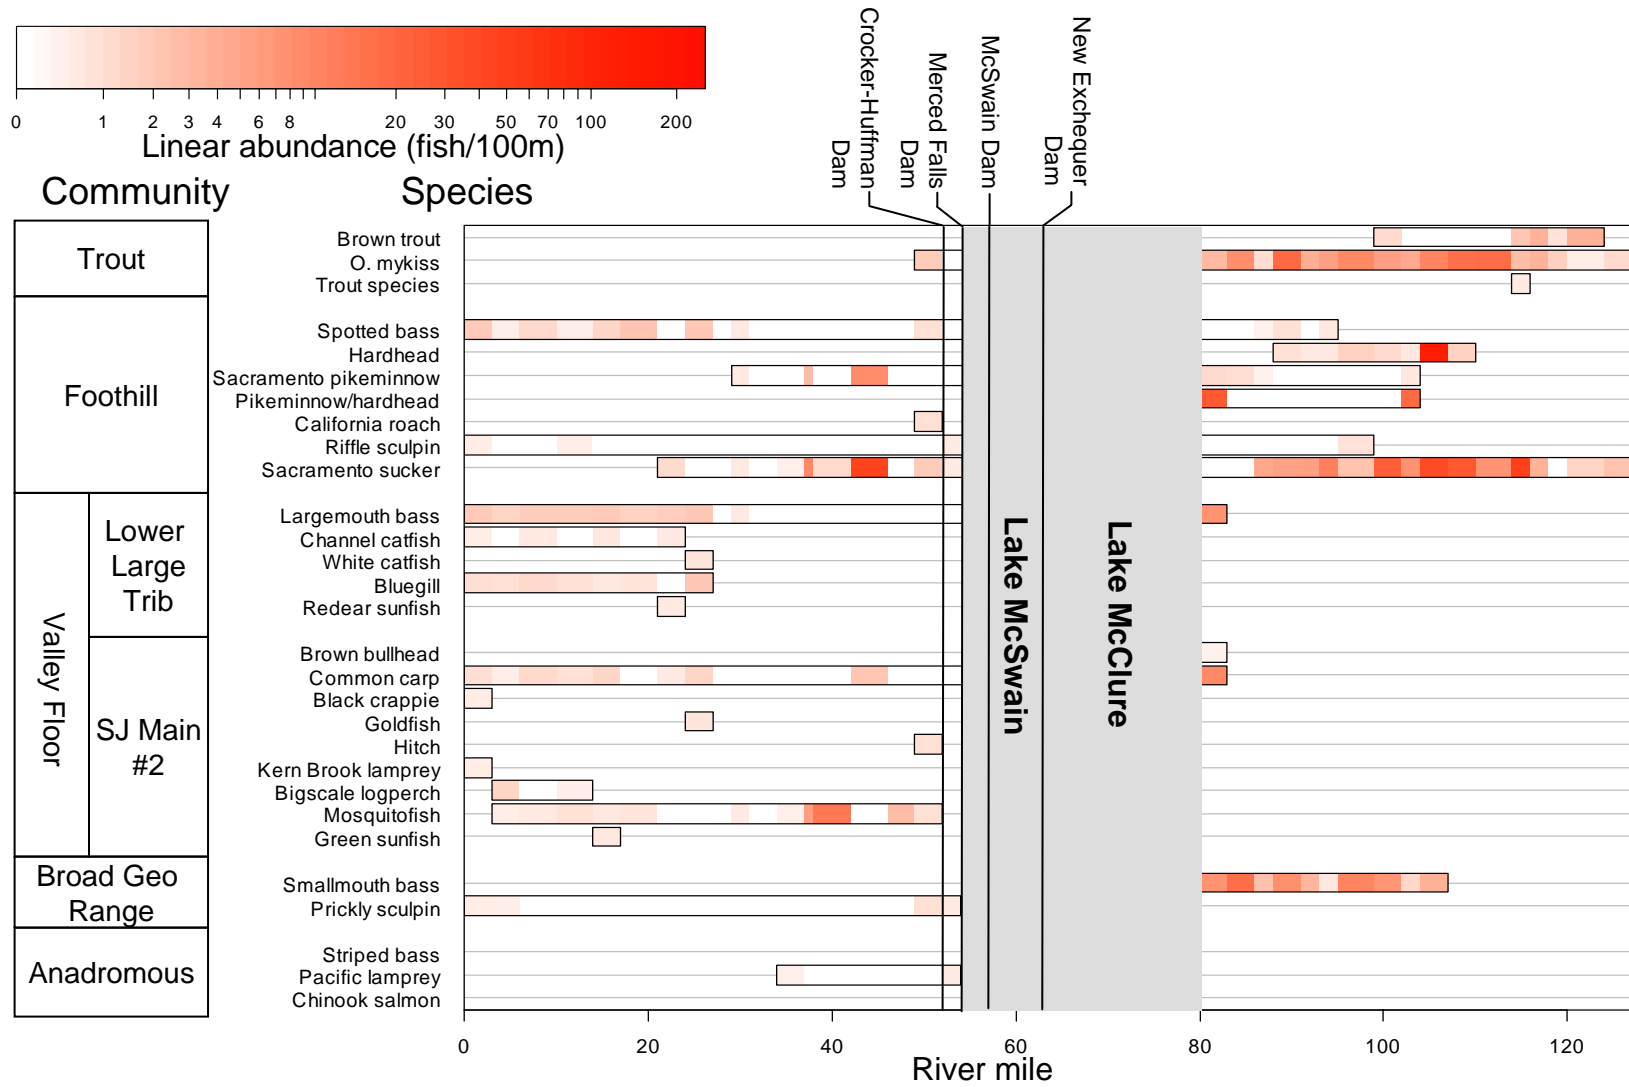 Crocker-Huffman
Dam
Merced Falls
Dam
McSwain Dam
New Exchequer
Dam
0 1 2 3 4 6 8 20 30 50 70 100 200
Linear abundance (fish/100m)
Community
Species
Trout
Brown trout
O. mykiss
Trout species
Foothill
Spotted bass
Hardhead
Sacramento pikeminnow
Pikeminnow/hardhead
California roach
Riffle sculpin
Sacramento sucker
Valley Floor
Lower
Large
Trib
Largemouth bass
Channel catfish
White catfish
Bluegill
Redear sunfish
SJ Main
#2
Brown bullhead
Common carp
Black crappie
Goldfish
Hitch
Kern Brook lamprey
Bigscale logperch
Mosquitofish
Green sunfish
Broad Geo
Range
Smallmouth bass
Prickly sculpin
Anadromous
Striped bass
Pacific lamprey
Chinook salmon
Lake McSwain
Lake McClure
0 20 40 60 80 100 120
River mile